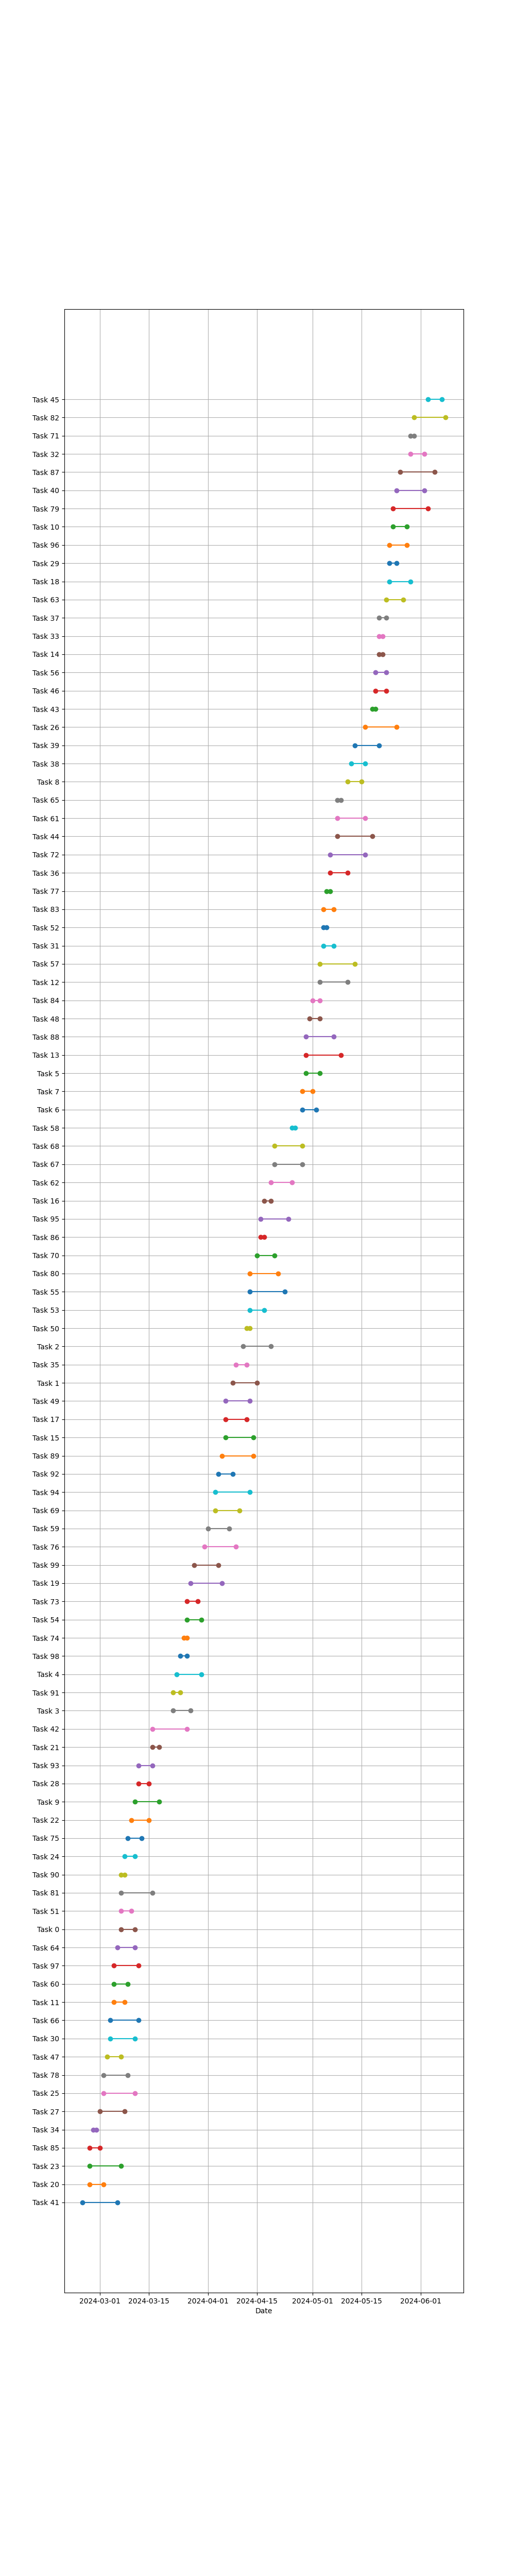 Task 45
Task 82
Task 71
Task 32
Task 87
Task 40
Task 79
Task 10
Task 96
Task 29
Task 18
Task 63
Task 37
Task 33
Task 14
Task 56
Task 46
Task 43
Task 26
Task 39
Task 38
Task 8
Task 65
Task 61
Task 44
Task 72
Task 36
Task 77
Task 83
Task 52
Task 31
Task 57
Task 12
Task 84
Task 48
Task 88
Task 13
Task 5
Task 7
Task 6
Task 58
Task 68
Task 67
Task 62
Task 16
Task 95
Task 86
Task 70
Task 80
Task 55
Task 53
Task 50
Task 2
Task 35
Task 1
Task 49
Task 17
Task 15
Task 89
Task 92
Task 94
Task 69
Task 59
Task 76
Task 99
Task 19
Task 73
Task 54
Task 74
Task 98
Task 4
Task 91
Task 3
Task 42
Task 21
Task 93
Task 28
Task 9
Task 22
Task 75
Task 24
Task 90
Task 81
Task 51
Task 0
Task 64
Task 97
Task 60
Task 11
Task 66
Task 30
Task 47
Task 78
Task 25
Task 27
Task 34
Task 85
Task 23
Task 20
Task 41
2024-03-01 2024-03-15 2024-04-01 2024-04-15 2024-05-01 2024-05-15 2024-06-01
Date